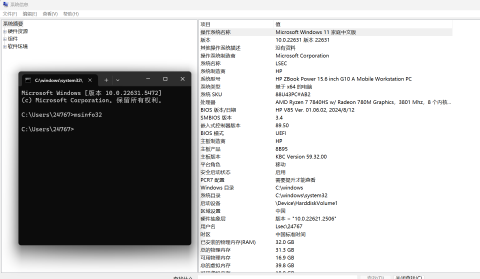 系统信息
文件(F) 编辑(E) 查看(V) 帮助(H)
系统摘要
硬件资源
组件
软件环境
项目 值
操作系统名称 Microsoft Windows 11 家庭中文版
版本 10.0.22631 版本 22631
其他操作系统描述 没有资料
操作系统制造商 Microsoft Corporation
系统名称 LSEC
系统制造商 HP
系统型号 HP ZBook Power 15.6 inch G10 A Mobile Workstation PC
系统类型 基于 x64 的电脑
系统 SKU 88U43PC#AB2
处理器 AMD Ryzen 7 7840HS w/ Radeon 780M Graphics, 3801 Mhz, 8 个内核...
BIOS 版本/日期 HP V85 Ver. 01.06.02, 2024/8/12
SMBIOS 版本 3.4
嵌入式控制器版本 89.50
BIOS 模式 UEFI
主板制造商 HP
主板产品 8B95
主板版本 KBC Version 59.32.00
平台角色 移动
安全启动状态 启用
PCR7 配置 需要提升才能查看
Windows 目录 C:\windows
系统目录 C:\windows\system32
启动设备 \Device\HarddiskVolume1
区域设置 中国
硬件抽象层 版本 = "10.0.22621.2506"
用户名 Lsec\24767
时区 中国标准时间
已安装的物理内存(RAM) 32.0 GB
总的物理内存 31.3 GB
可用物理内存 16.9 GB
总的虚拟内存 39.8 GB
C:\windows\system32\
Microsoft Windows [版本 10.0.22631.5472]
(c) Microsoft Corporation。保留所有权利。
C:\Users\24767>msinfo32
C:\Users\24767>